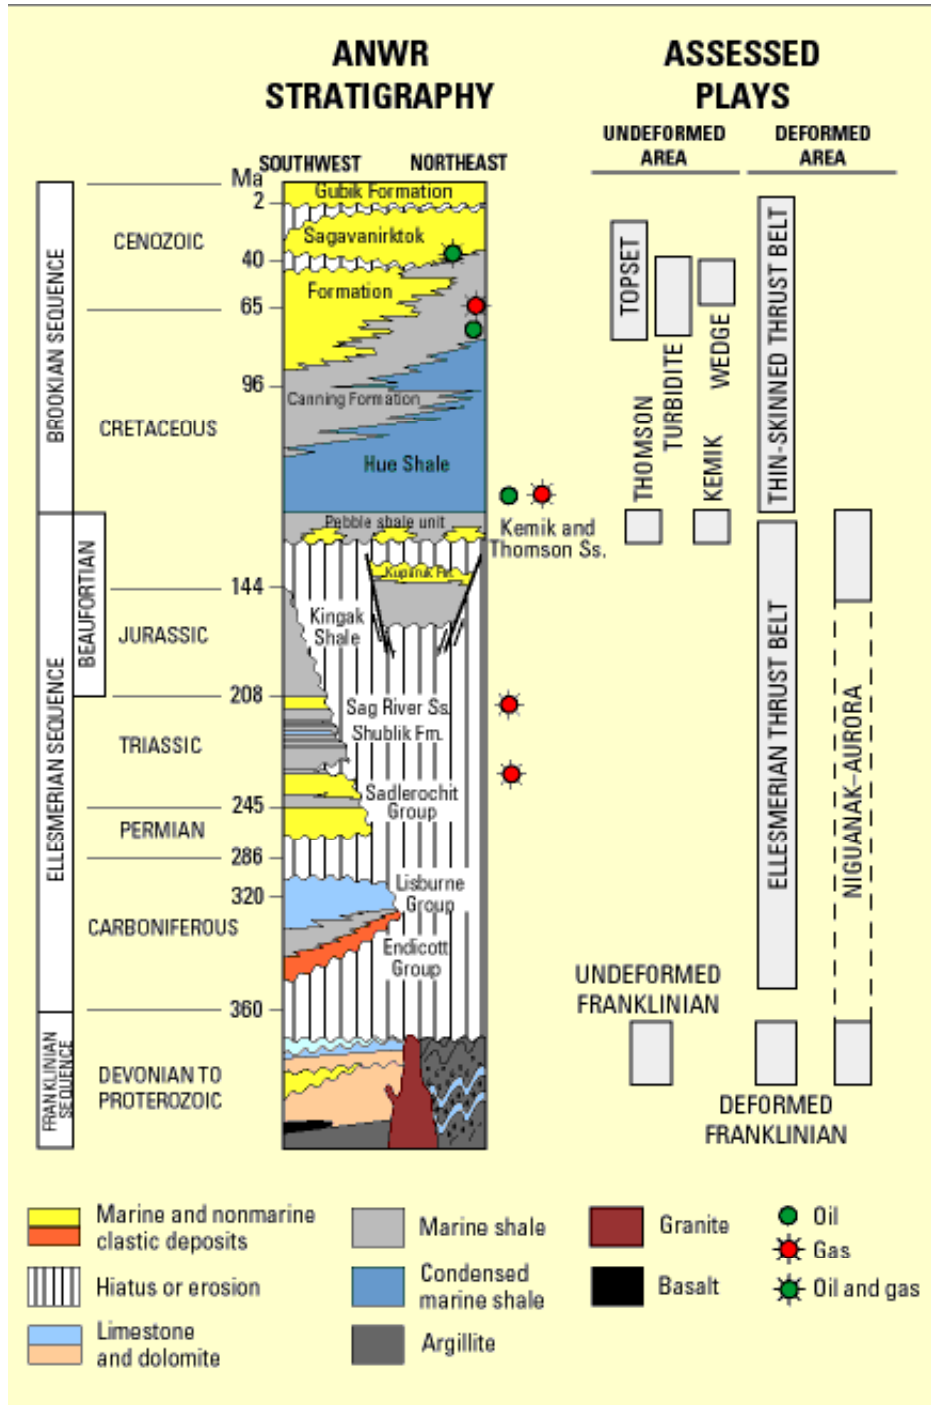 ANWR
STRATIGRAPHY
ASSESSED
PLAYS
UNDEFORMED
AREA
DEFORMED
AREA
SOUTHWEST
NORTHEAST
Ma
2
40
65
96
144
208
245
286
320
360
BROOKIAN SEQUENCE
BEAUFORTIAN
ELLESMERIAN SEQUENCE
FRANKLINIAN
SEQUENCE
CENOZOIC
CRETACEOUS
JURASSIC
TRIASSIC
PERMIAN
CARBONIFEROUS
DEVONIAN TO
PROTEROZOIC
Gubik Formation
Sagavanirktok
Formation
Canning Formation
Hue Shale
Pebble shale unit
Kemik and
Thomson Ss.
Kuparuk Fm.
Kingak
Shale
Sag River Ss.
Shublik Fm.
Sadlerochit
Group
Lisburne
Group
Endicott
Group
TOPSET
TURBIDITE
WEDGE
THOMSON
KEMIK
THIN-SKINNED THRUST BELT
ELLESMERIAN THRUST BELT
NIGUANAK–AURORA
UNDEFORMED
FRANKLINIAN
DEFORMED
FRANKLINIAN
Marine and nonmarine
clastic deposits
Hiatus or erosion
Limestone
and dolomite
Marine shale
Condensed
marine shale
Argillite
Granite
Basalt
Oil
Gas
Oil and gas